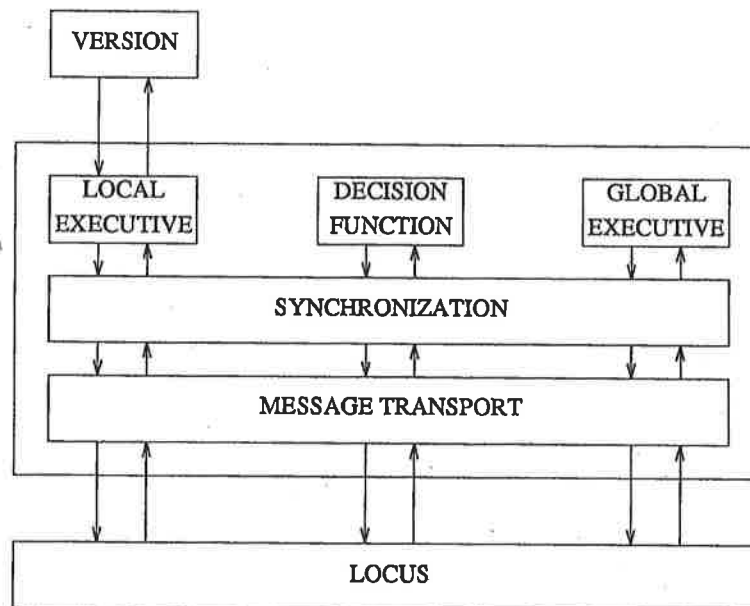 VERSION
LOCAL
EXECUTIVE
DECISION
FUNCTION
GLOBAL
EXECUTIVE
SYNCHRONIZATION
MESSAGE TRANSPORT
LOCUS